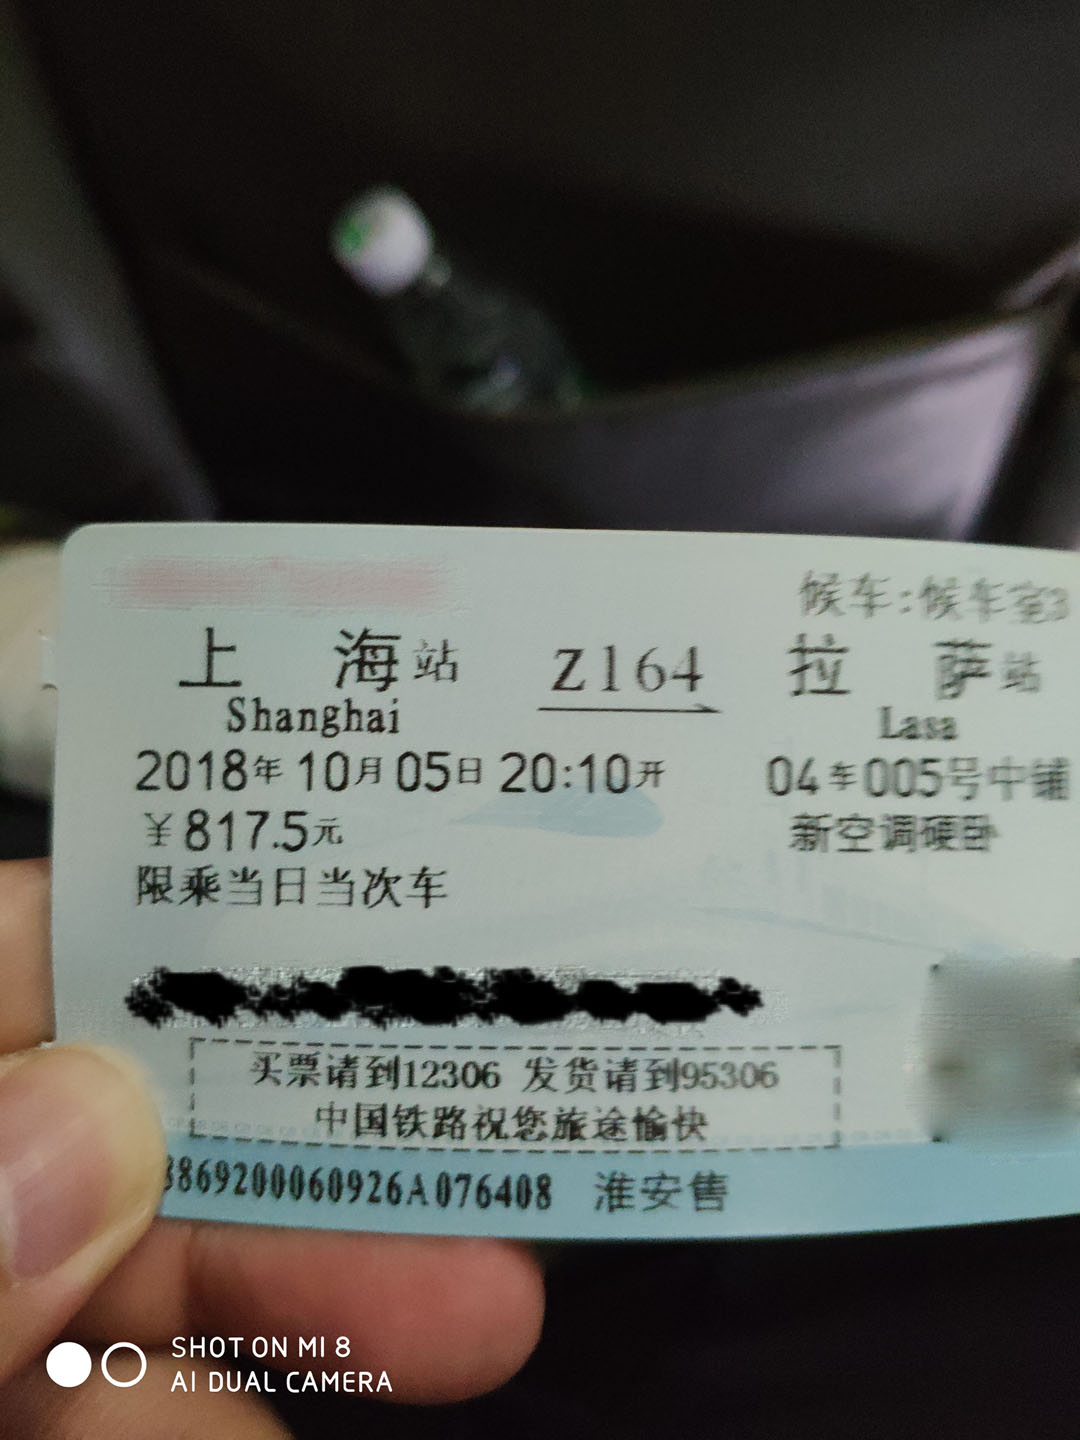 候车:候车室3
上海站 Z164 拉萨站
Shanghai Lasa
2018年10月05日 20:10开 04车005号中铺
¥817.5元 新空调硬卧
限乘当日当次车
买票请到12306 发货请到95306
中国铁路祝您旅途愉快
869200060926A076408 淮安售
SHOT ON MI 8
AI DUAL CAMERA